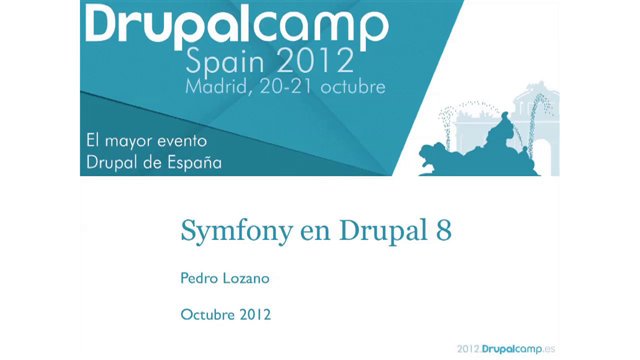 Drupalcamp
Spain 2012
Madrid, 20-21 octubre
El mayor evento
Drupal de España
Symfony en Drupal 8
Pedro Lozano
Octubre 2012
2012.Drupalcamp.es